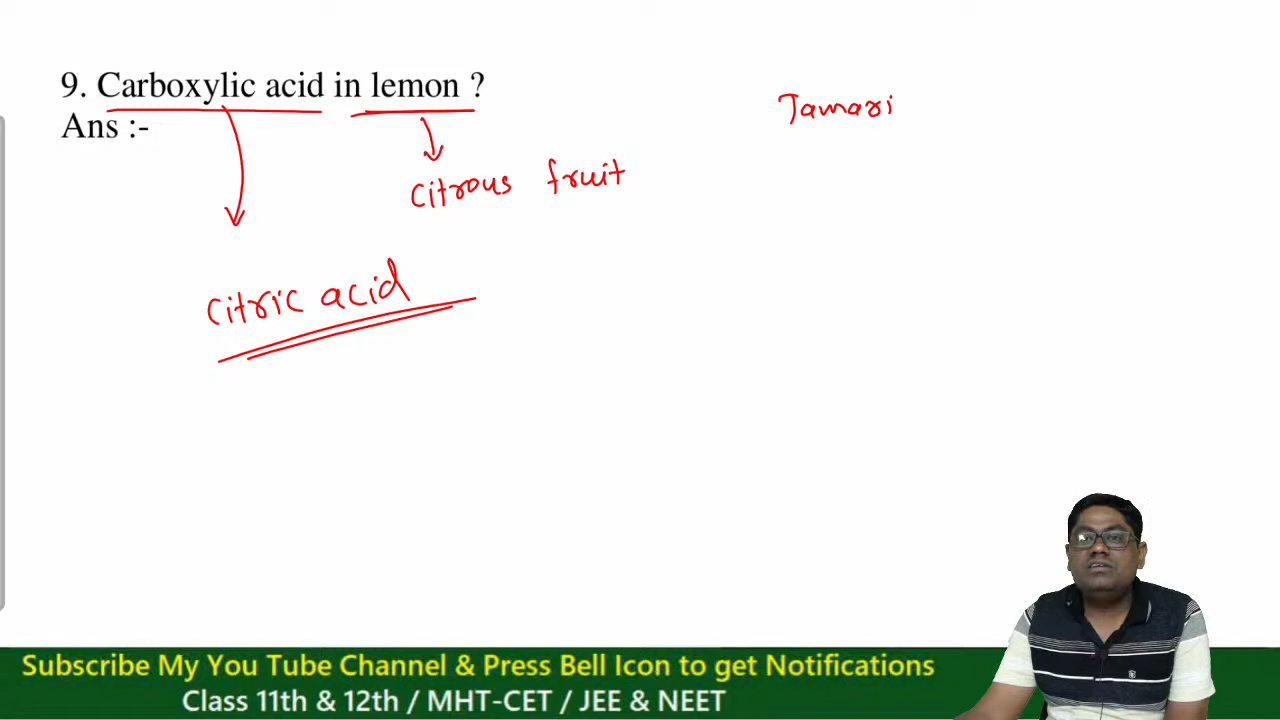 9. Carboxylic acid in lemon ?
Ans :-
Tamari
citrous fruit
citric acid
Subscribe My You Tube Channel & Press Bell Icon to get Notifications
Class 11th & 12th / MHT-CET / JEE & NEET